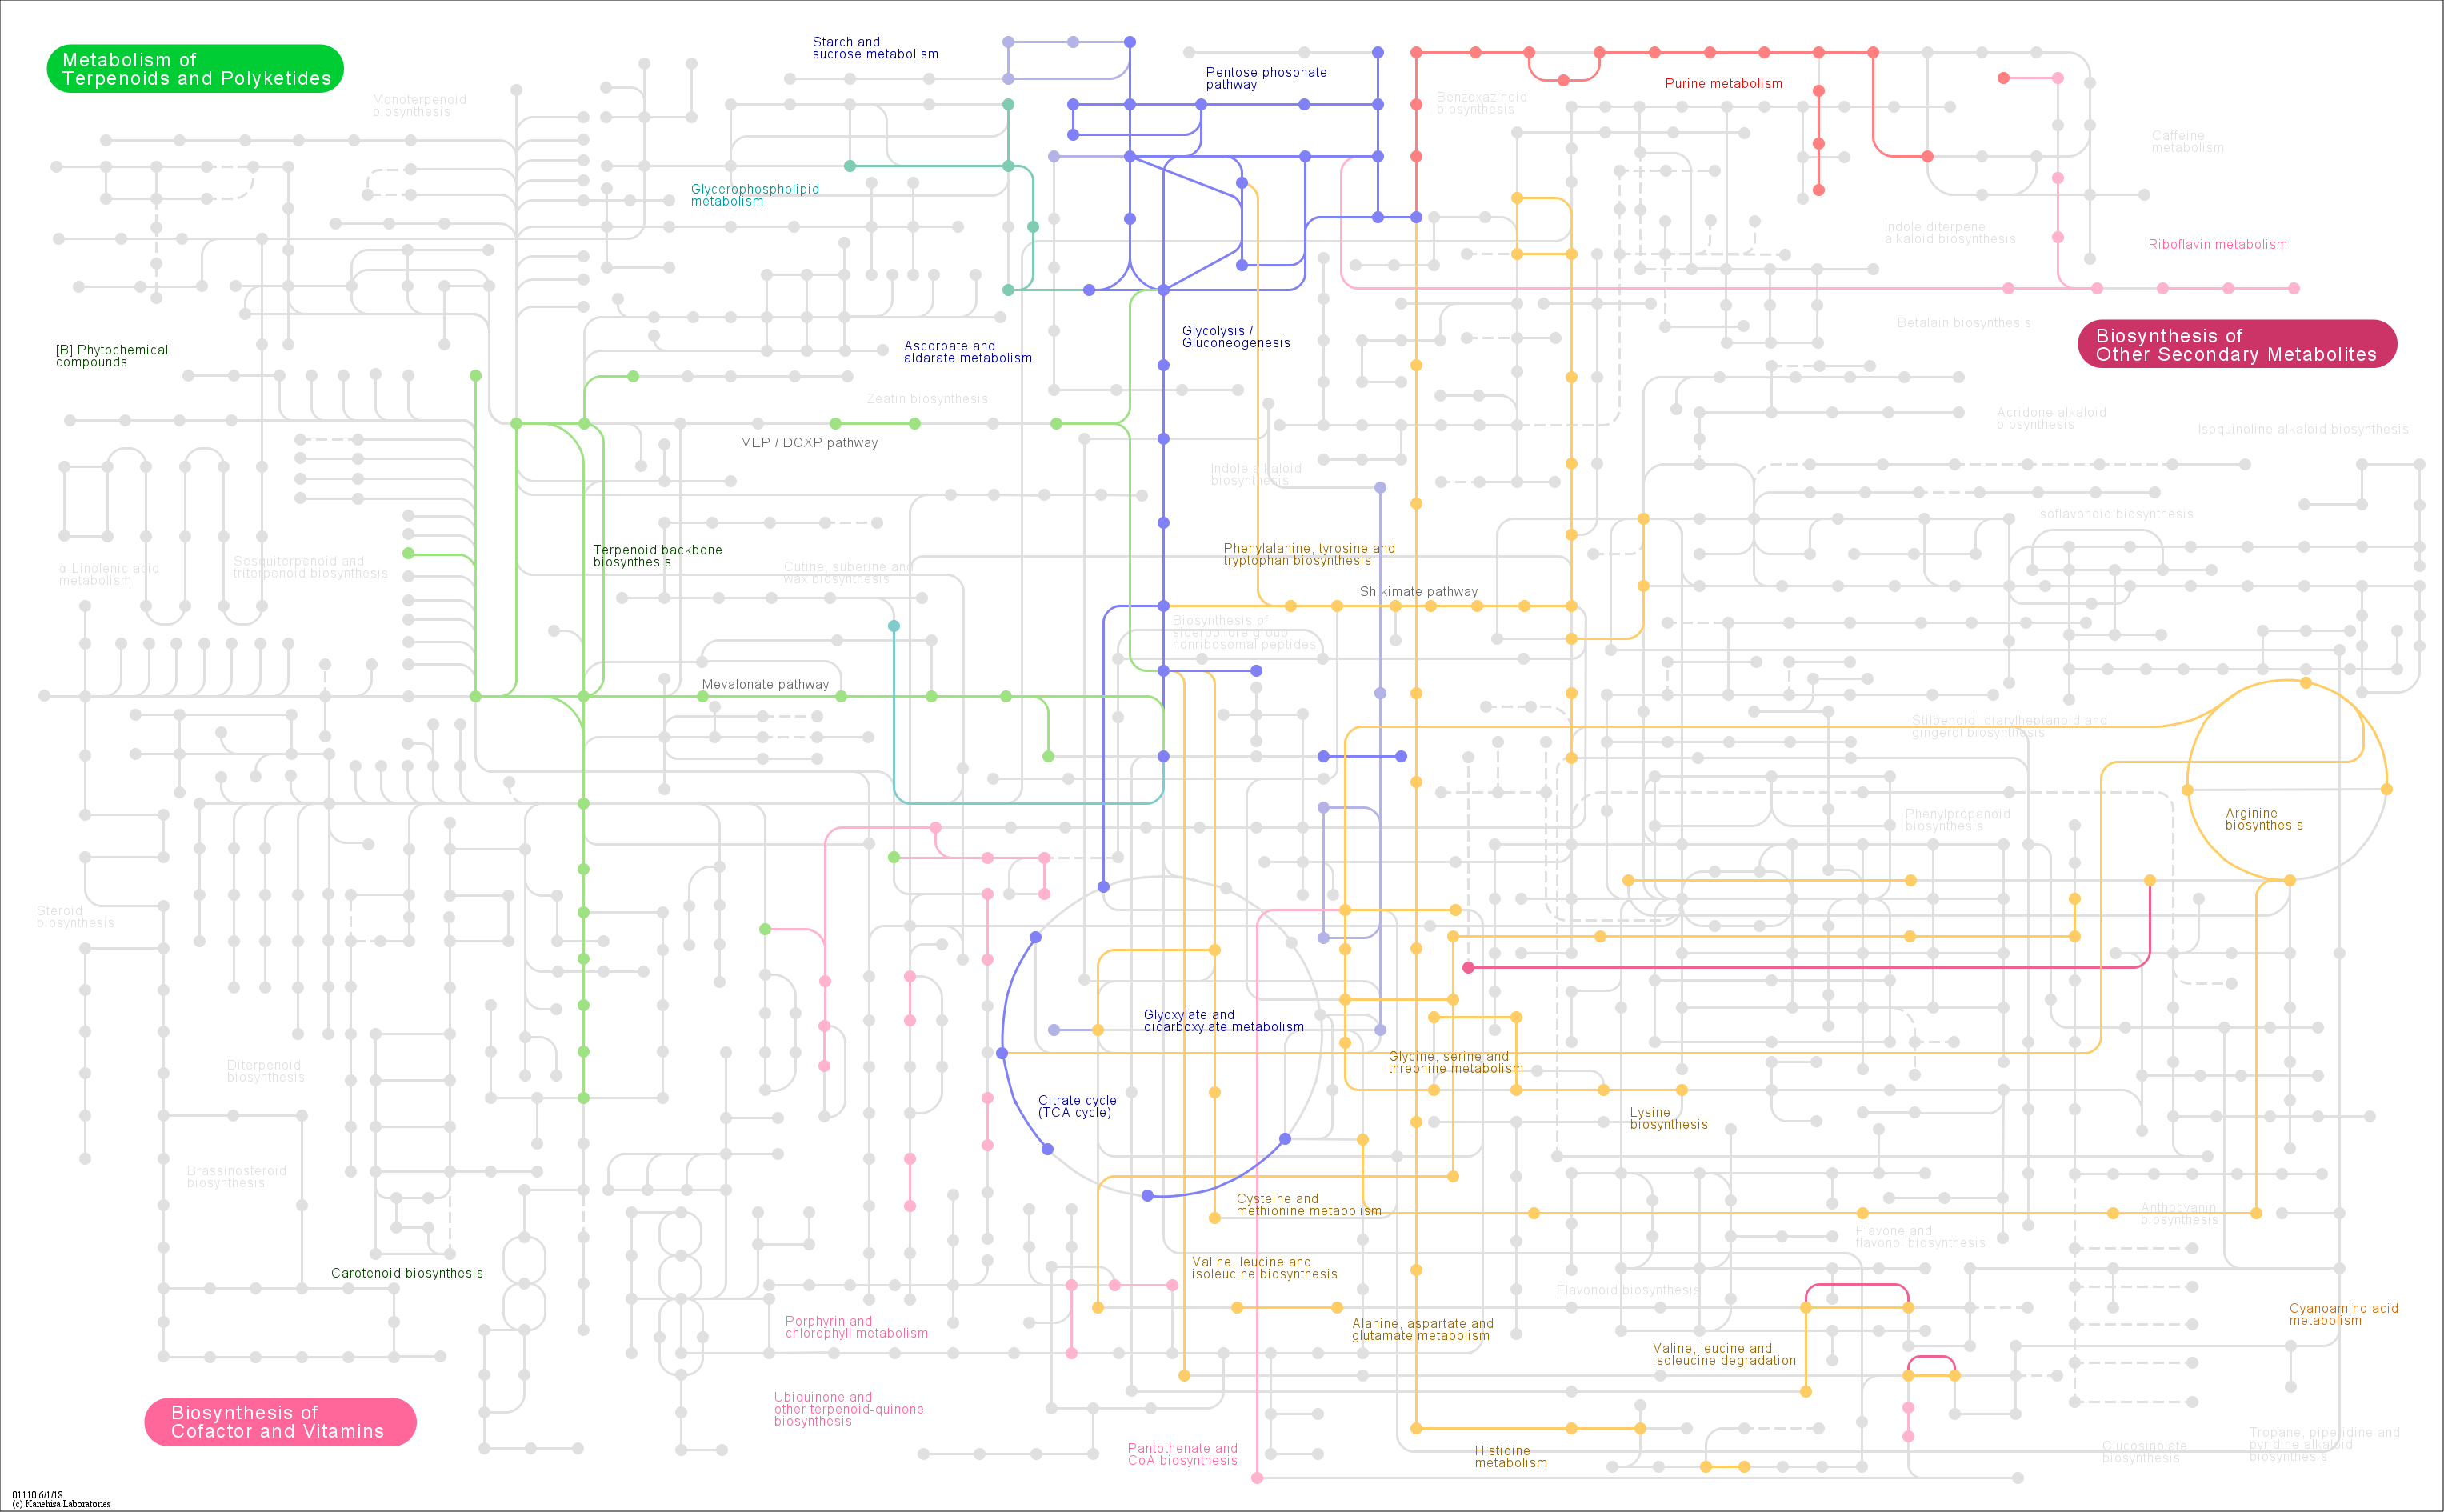 Starch and
sucrose metabolism
Metabolism of
Terpenoids and Polyketides
Pentose phosphate
pathway
Purine metabolism
Monoterpenoid
biosynthesis
Benzoxazinoid
biosynthesis
Caffeine
metabolism
Glycerophospholipid
metabolism
Indole diterpene
alkaloid biosynthesis
Riboflavin metabolism
Glycolysis /
Gluconeogenesis
Betalain biosynthesis
Biosynthesis of
Other Secondary Metabolites
[B] Phytochemical
compounds
Ascorbate and
aldarate metabolism
Zeatin biosynthesis
Acridone alkaloid
biosynthesis
Isoquinoline alkaloid biosynthesis
MEP / DOXP pathway
Indole alkaloid
biosynthesis
Isoflavonoid biosynthesis
Terpenoid backbone
biosynthesis
Phenylalanine, tyrosine and
tryptophan biosynthesis
α-Linolenic acid
metabolism
Sesquiterpenoid and
triterpenoid biosynthesis
Cutine, suberine and
wax biosynthesis
Shikimate pathway
Biosynthesis of
siderophore group
nonribosomal peptides
Mevalonate pathway
Stilbenoid, diarylheptanoid and
gingerol biosynthesis
Phenylpropanoid
biosynthesis
Arginine
biosynthesis
Steroid
biosynthesis
Glyoxylate and
dicarboxylate metabolism
Diterpenoid
biosynthesis
Glycine, serine and
threonine metabolism
Citrate cycle
(TCA cycle)
Lysine
biosynthesis
Brassinosteroid
biosynthesis
Cysteine and
methionine metabolism
Anthocyanin
biosynthesis
Flavone and
flavonol biosynthesis
Carotenoid biosynthesis
Valine, leucine and
isoleucine biosynthesis
Flavonoid biosynthesis
Porphyrin and
chlorophyll metabolism
Alanine, aspartate and
glutamate metabolism
Cyanoamino acid
metabolism
Valine, leucine and
isoleucine degradation
Biosynthesis of
Cofactor and Vitamins
Ubiquinone and
other terpenoid-quinone
biosynthesis
Pantothenate and
CoA biosynthesis
Histidine
metabolism
Glucosinolate
biosynthesis
Tropane, piperidine and
pyridine alkaloid
biosynthesis
01110 6/1/18
(c) Kanehisa Laboratories